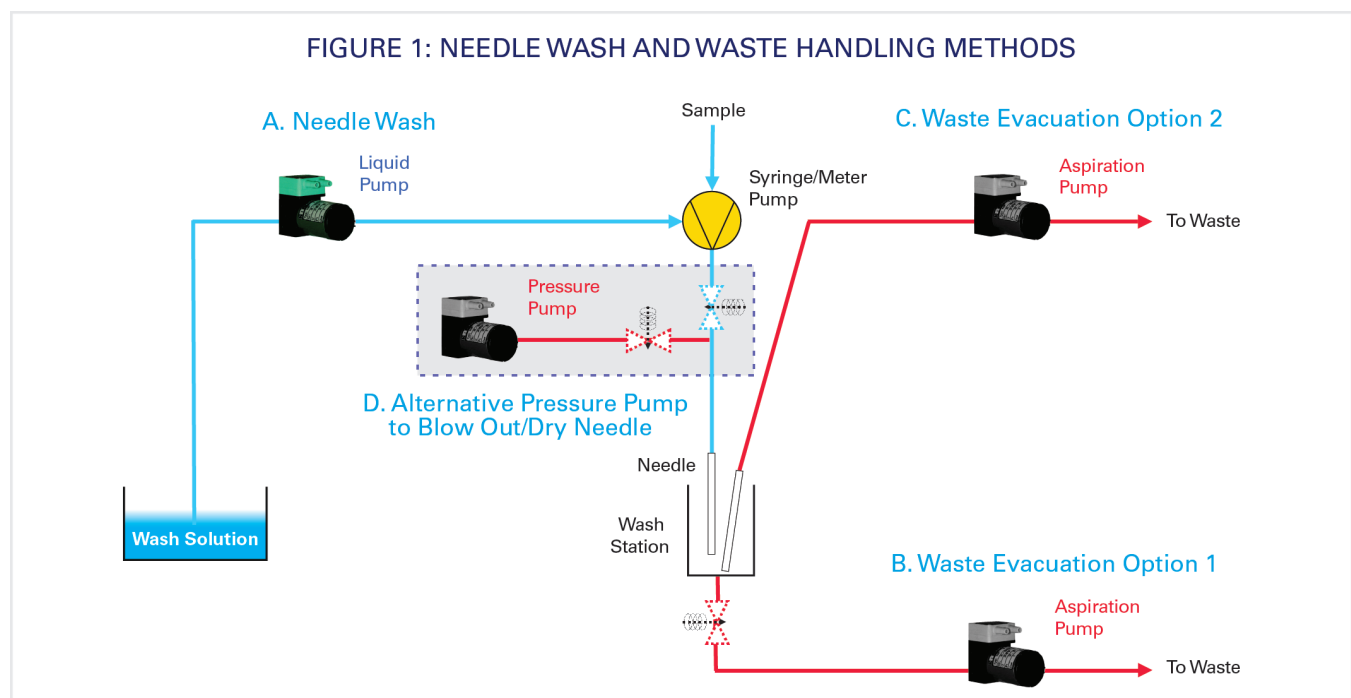 FIGURE 1: NEEDLE WASH AND WASTE HANDLING METHODS
A. Needle Wash
Liquid
Pump
Sample
Syringe/Meter
Pump
C. Waste Evacuation Option 2
Aspiration
Pump
To Waste
Pressure
Pump
D. Alternative Pressure Pump
to Blow Out/Dry Needle
Needle
Wash
Station
Wash Solution
B. Waste Evacuation Option 1
Aspiration
Pump
To Waste